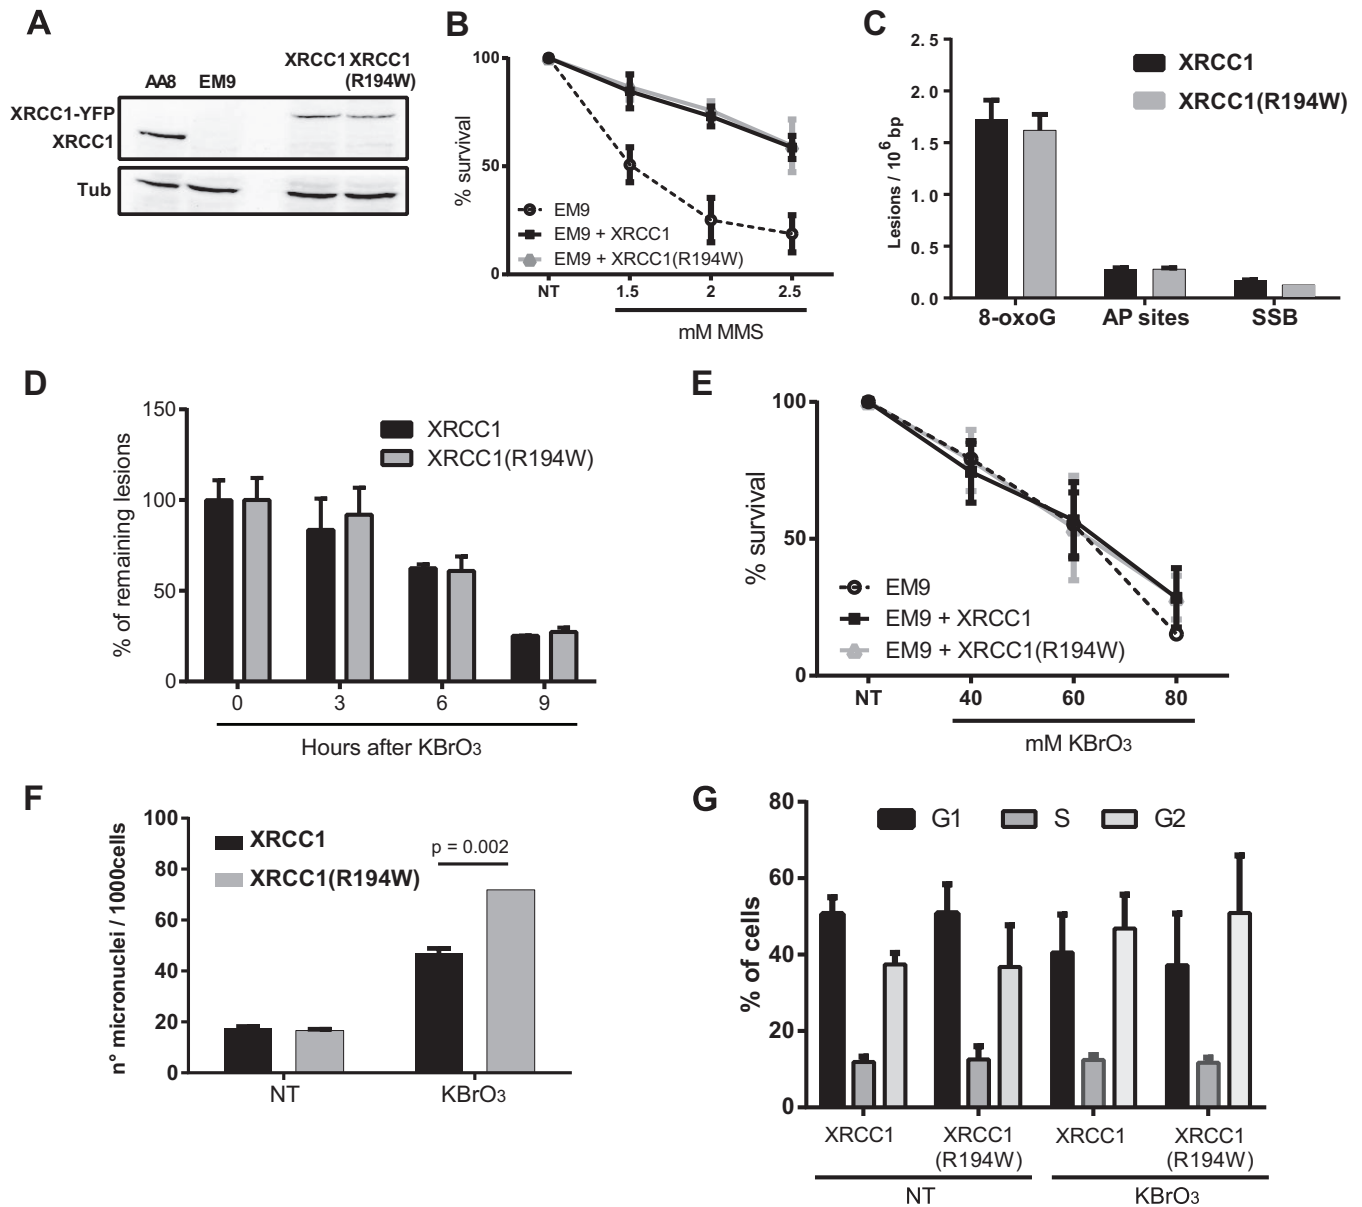 A
AA8 EM9 XRCC1 XRCC1 (R194W)
XRCC1-YFP
XRCC1
Tub
B
100
50
0
% survival
EM9
EM9 + XRCC1
EM9 + XRCC1(R194W)
NT 1.5 2 2.5
mM MMS
C
2.5
2.0
1.5
1.0
0.5
0.0
Lesions / 10⁶bp
XRCC1
XRCC1(R194W)
8-oxoG AP sites SSB
D
150
100
50
0
% of remaining lesions
XRCC1
XRCC1(R194W)
0 3 6 9
Hours after KBrO3
E
100
50
0
% survival
EM9
EM9 + XRCC1
EM9 + XRCC1(R194W)
NT 40 60 80
mM KBrO3
F
100
80
60
40
20
0
n° micronuclei / 1000cells
XRCC1
XRCC1(R194W)
p = 0.002
NT KBrO3
G
80
60
40
20
0
% of cells
G1 S G2
XRCC1 XRCC1 (R194W) XRCC1 XRCC1 (R194W)
NT KBrO3